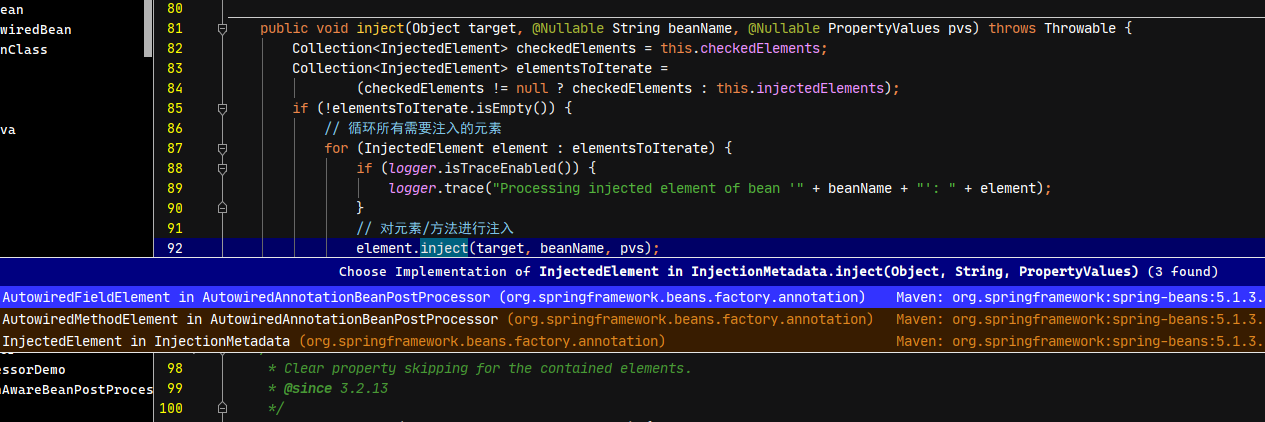 ean
wiredBean
nClass
va
80
81 public void inject(Object target, @Nullable String beanName, @Nullable PropertyValues pvs) throws Throwable {
82 Collection<InjectedElement> checkedElements = this.checkedElements;
83 Collection<InjectedElement> elementsToIterate =
84 (checkedElements != null ? checkedElements : this.injectedElements);
85 if (!elementsToIterate.isEmpty()) {
86 // 循环所有需要注入的元素
87 for (InjectedElement element : elementsToIterate) {
88 if (logger.isTraceEnabled()) {
89 logger.trace("Processing injected element of bean '" + beanName + "': " + element);
90 }
91 // 对元素/方法进行注入
92 element.inject(target, beanName, pvs);
Choose Implementation of InjectedElement in InjectionMetadata.inject(Object, String, PropertyValues) (3 found)
AutowiredFieldElement in AutowiredAnnotationBeanPostProcessor (org.springframework.beans.factory.annotation) Maven: org.springframework:spring-beans:5.1.3.
AutowiredMethodElement in AutowiredAnnotationBeanPostProcessor (org.springframework.beans.factory.annotation) Maven: org.springframework:spring-beans:5.1.3.
InjectedElement in InjectionMetadata (org.springframework.beans.factory.annotation) Maven: org.springframework:spring-beans:5.1.3.
essorDemo
nAwareBeanPostProces
98 * Clear property skipping for the contained elements.
99 * @since 3.2.13
100 */